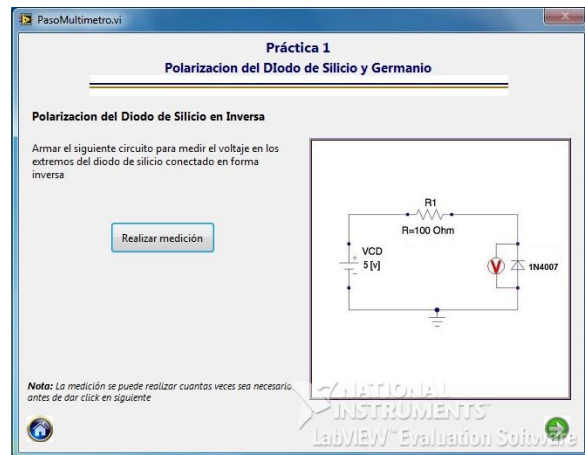 PasoMultimetro.vi
Práctica 1
Polarizacion del DIodo de Silicio y Germanio
Polarizacion del Diodo de Silicio en Inversa
Armar el siguiente circuito para medir el voltaje en los
extremos del diodo de silicio conectado en forma
inversa
Realizar medición
R1
R=100 Ohm
VCD
5 [v]
V
1N4007
Nota: La medición se puede realizar cuantas veces sea necesario
antes de dar click en siguiente
NATIONAL
INSTRUMENTS
LabVIEW™ Evaluation Software